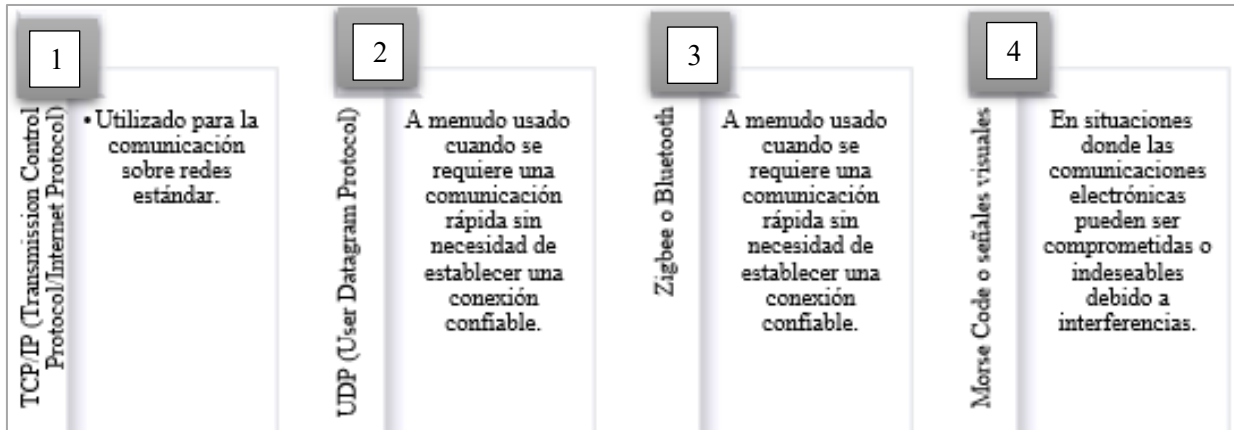 1
TCP/IP (Transmission Control
Protocol/Internet Protocol)
•Utilizado para la
comunicación
sobre redes
estándar.
2
UDP (User Datagram Protocol)
A menudo usado
cuando se
requiere una
comunicación
rápida sin
necesidad de
establecer una
conexión
confiable.
3
Zigbee o Bluetooth
A menudo usado
cuando se
requiere una
comunicación
rápida sin
necesidad de
establecer una
conexión
confiable.
4
Morse Code o señales visuales
En situaciones
donde las
comunicaciones
electrónicas
pueden ser
comprometidas o
indeseables
debido a
interferencias.